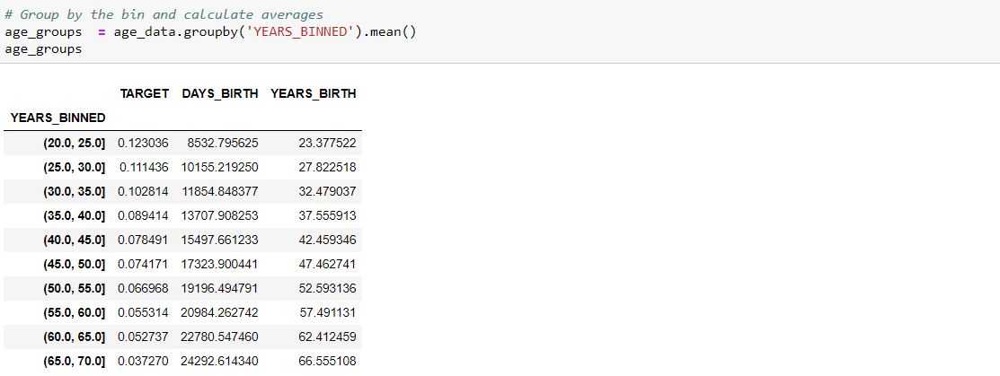 # Group by the bin and calculate averages
age_groups  = age_data.groupby('YEARS_BINNED').mean()
age_groups
TARGET DAYS_BIRTH YEARS_BIRTH
YEARS_BINNED
(20.0, 25.0] 0.123036 8532.795625 23.377522
(25.0, 30.0] 0.111436 10155.219250 27.822518
(30.0, 35.0] 0.102814 11854.848377 32.479037
(35.0, 40.0] 0.089414 13707.908253 37.555913
(40.0, 45.0] 0.078491 15497.661233 42.459346
(45.0, 50.0] 0.074171 17323.900441 47.462741
(50.0, 55.0] 0.066968 19196.494791 52.593136
(55.0, 60.0] 0.055314 20984.262742 57.491131
(60.0, 65.0] 0.052737 22780.547460 62.412459
(65.0, 70.0] 0.037270 24292.614340 66.555108